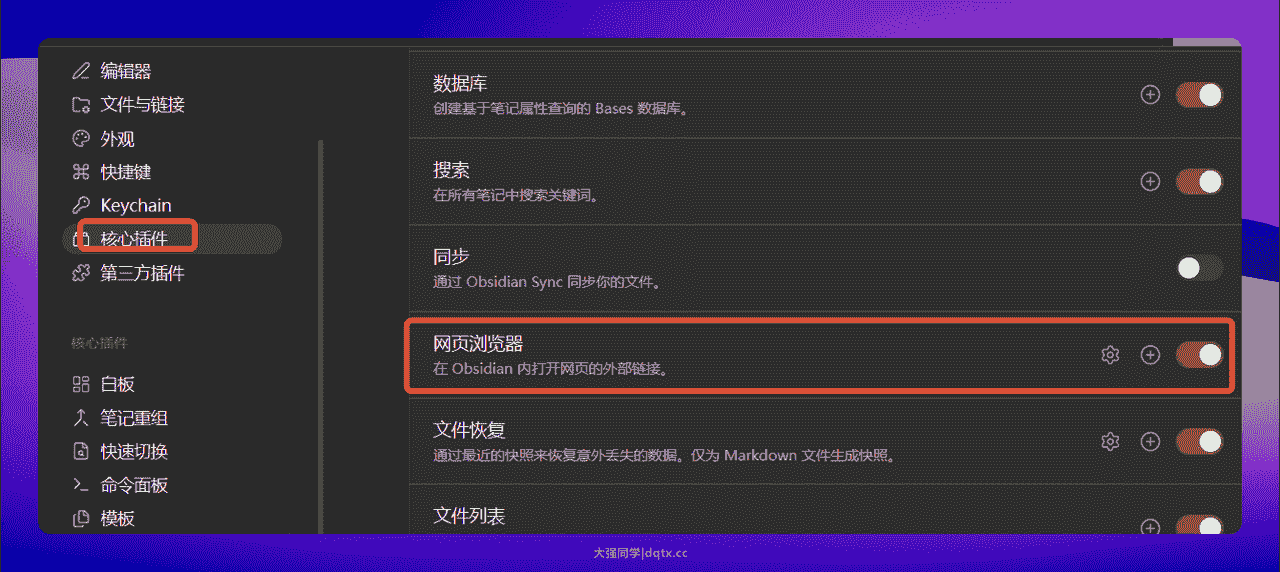 编辑器
文件与链接
外观
快捷键
Keychain
核心插件
第三方插件
核心插件
白板
笔记重组
快速切换
命令面板
模板
数据库
创建基于笔记属性查询的 Bases 数据库。
搜索
在所有笔记中搜索关键词。
同步
通过 Obsidian Sync 同步你的文件。
网页浏览器
在 Obsidian 内打开网页的外部链接。
文件恢复
通过最近的快照来恢复意外丢失的数据。仅为 Markdown 文件生成快照。
文件列表
大强同学|dqtx.cc